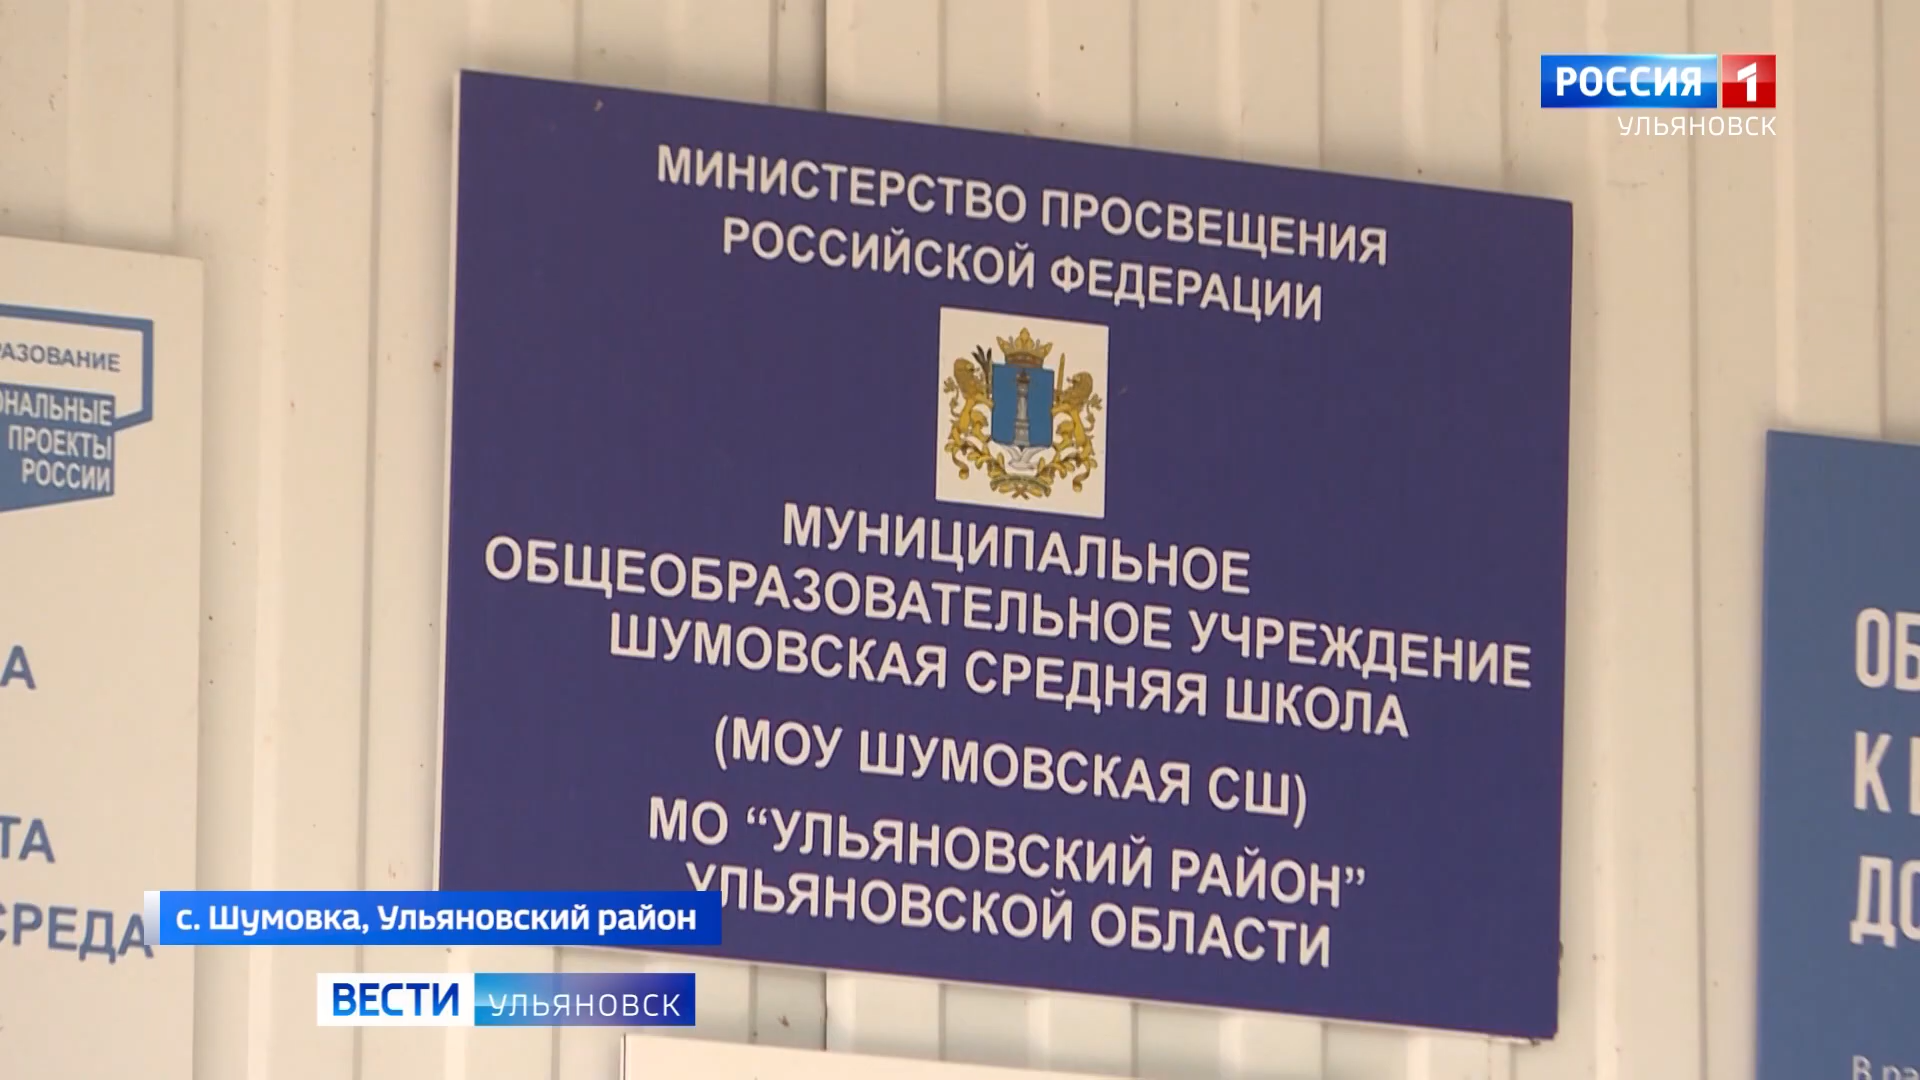 РОССИЯ 1
УЛЬЯНОВСК
МИНИСТЕРСТВО ПРОСВЕЩЕНИЯ
РОССИЙСКОЙ ФЕДЕРАЦИИ
МУНИЦИПАЛЬНОЕ
ОБЩЕОБРАЗОВАТЕЛЬНОЕ УЧРЕЖДЕНИЕ
ШУМОВСКАЯ СРЕДНЯЯ ШКОЛА
(МОУ ШУМОВСКАЯ СШ)
МО “УЛЬЯНОВСКИЙ РАЙОН”
УЛЬЯНОВСКОЙ ОБЛАСТИ
ПРОЕКТЫ
РОССИИ
СРЕДА
К
с. Шумовка, Ульяновский район
ВЕСТИ УЛЬЯНОВСК